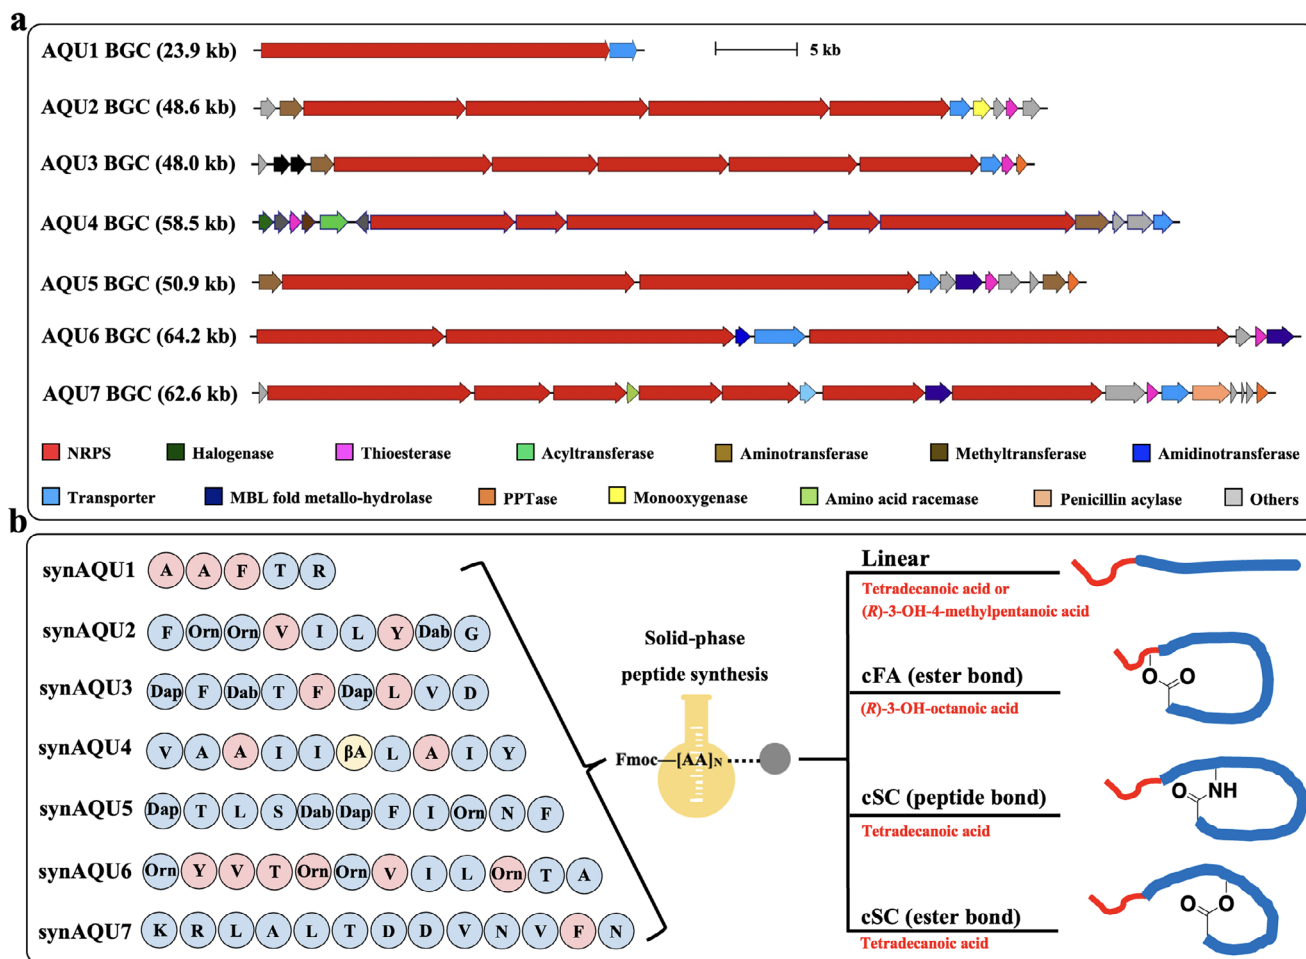 a
AQU1 BGC (23.9 kb)
5 kb
AQU2 BGC (48.6 kb)
AQU3 BGC (48.0 kb)
AQU4 BGC (58.5 kb)
AQU5 BGC (50.9 kb)
AQU6 BGC (64.2 kb)
AQU7 BGC (62.6 kb)
NRPS Halogenase Thioesterase Acyltransferase Aminotransferase Methyltransferase Amidinotransferase
Transporter MBL fold metallo-hydrolase PPTase Monooxygenase Amino acid racemase Penicillin acylase Others
b
synAQU1 A A F T R
synAQU2 F Orn Orn V I L Y Dab G
synAQU3 Dap F Dab T F Dap L V D
synAQU4 V A A I I βA L A I Y
synAQU5 Dap T L S Dab Dap F I Orn N F
synAQU6 Orn Y V T Orn Orn V I L Orn T A
synAQU7 K R L A L T D D V N V F N
Solid-phase
peptide synthesis
Fmoc—[AA]N
Linear
Tetradecanoic acid or
(R)-3-OH-4-methylpentanoic acid
cFA (ester bond)
(R)-3-OH-octanoic acid
O O
cSC (peptide bond)
Tetradecanoic acid
O NH
cSC (ester bond)
Tetradecanoic acid
O O